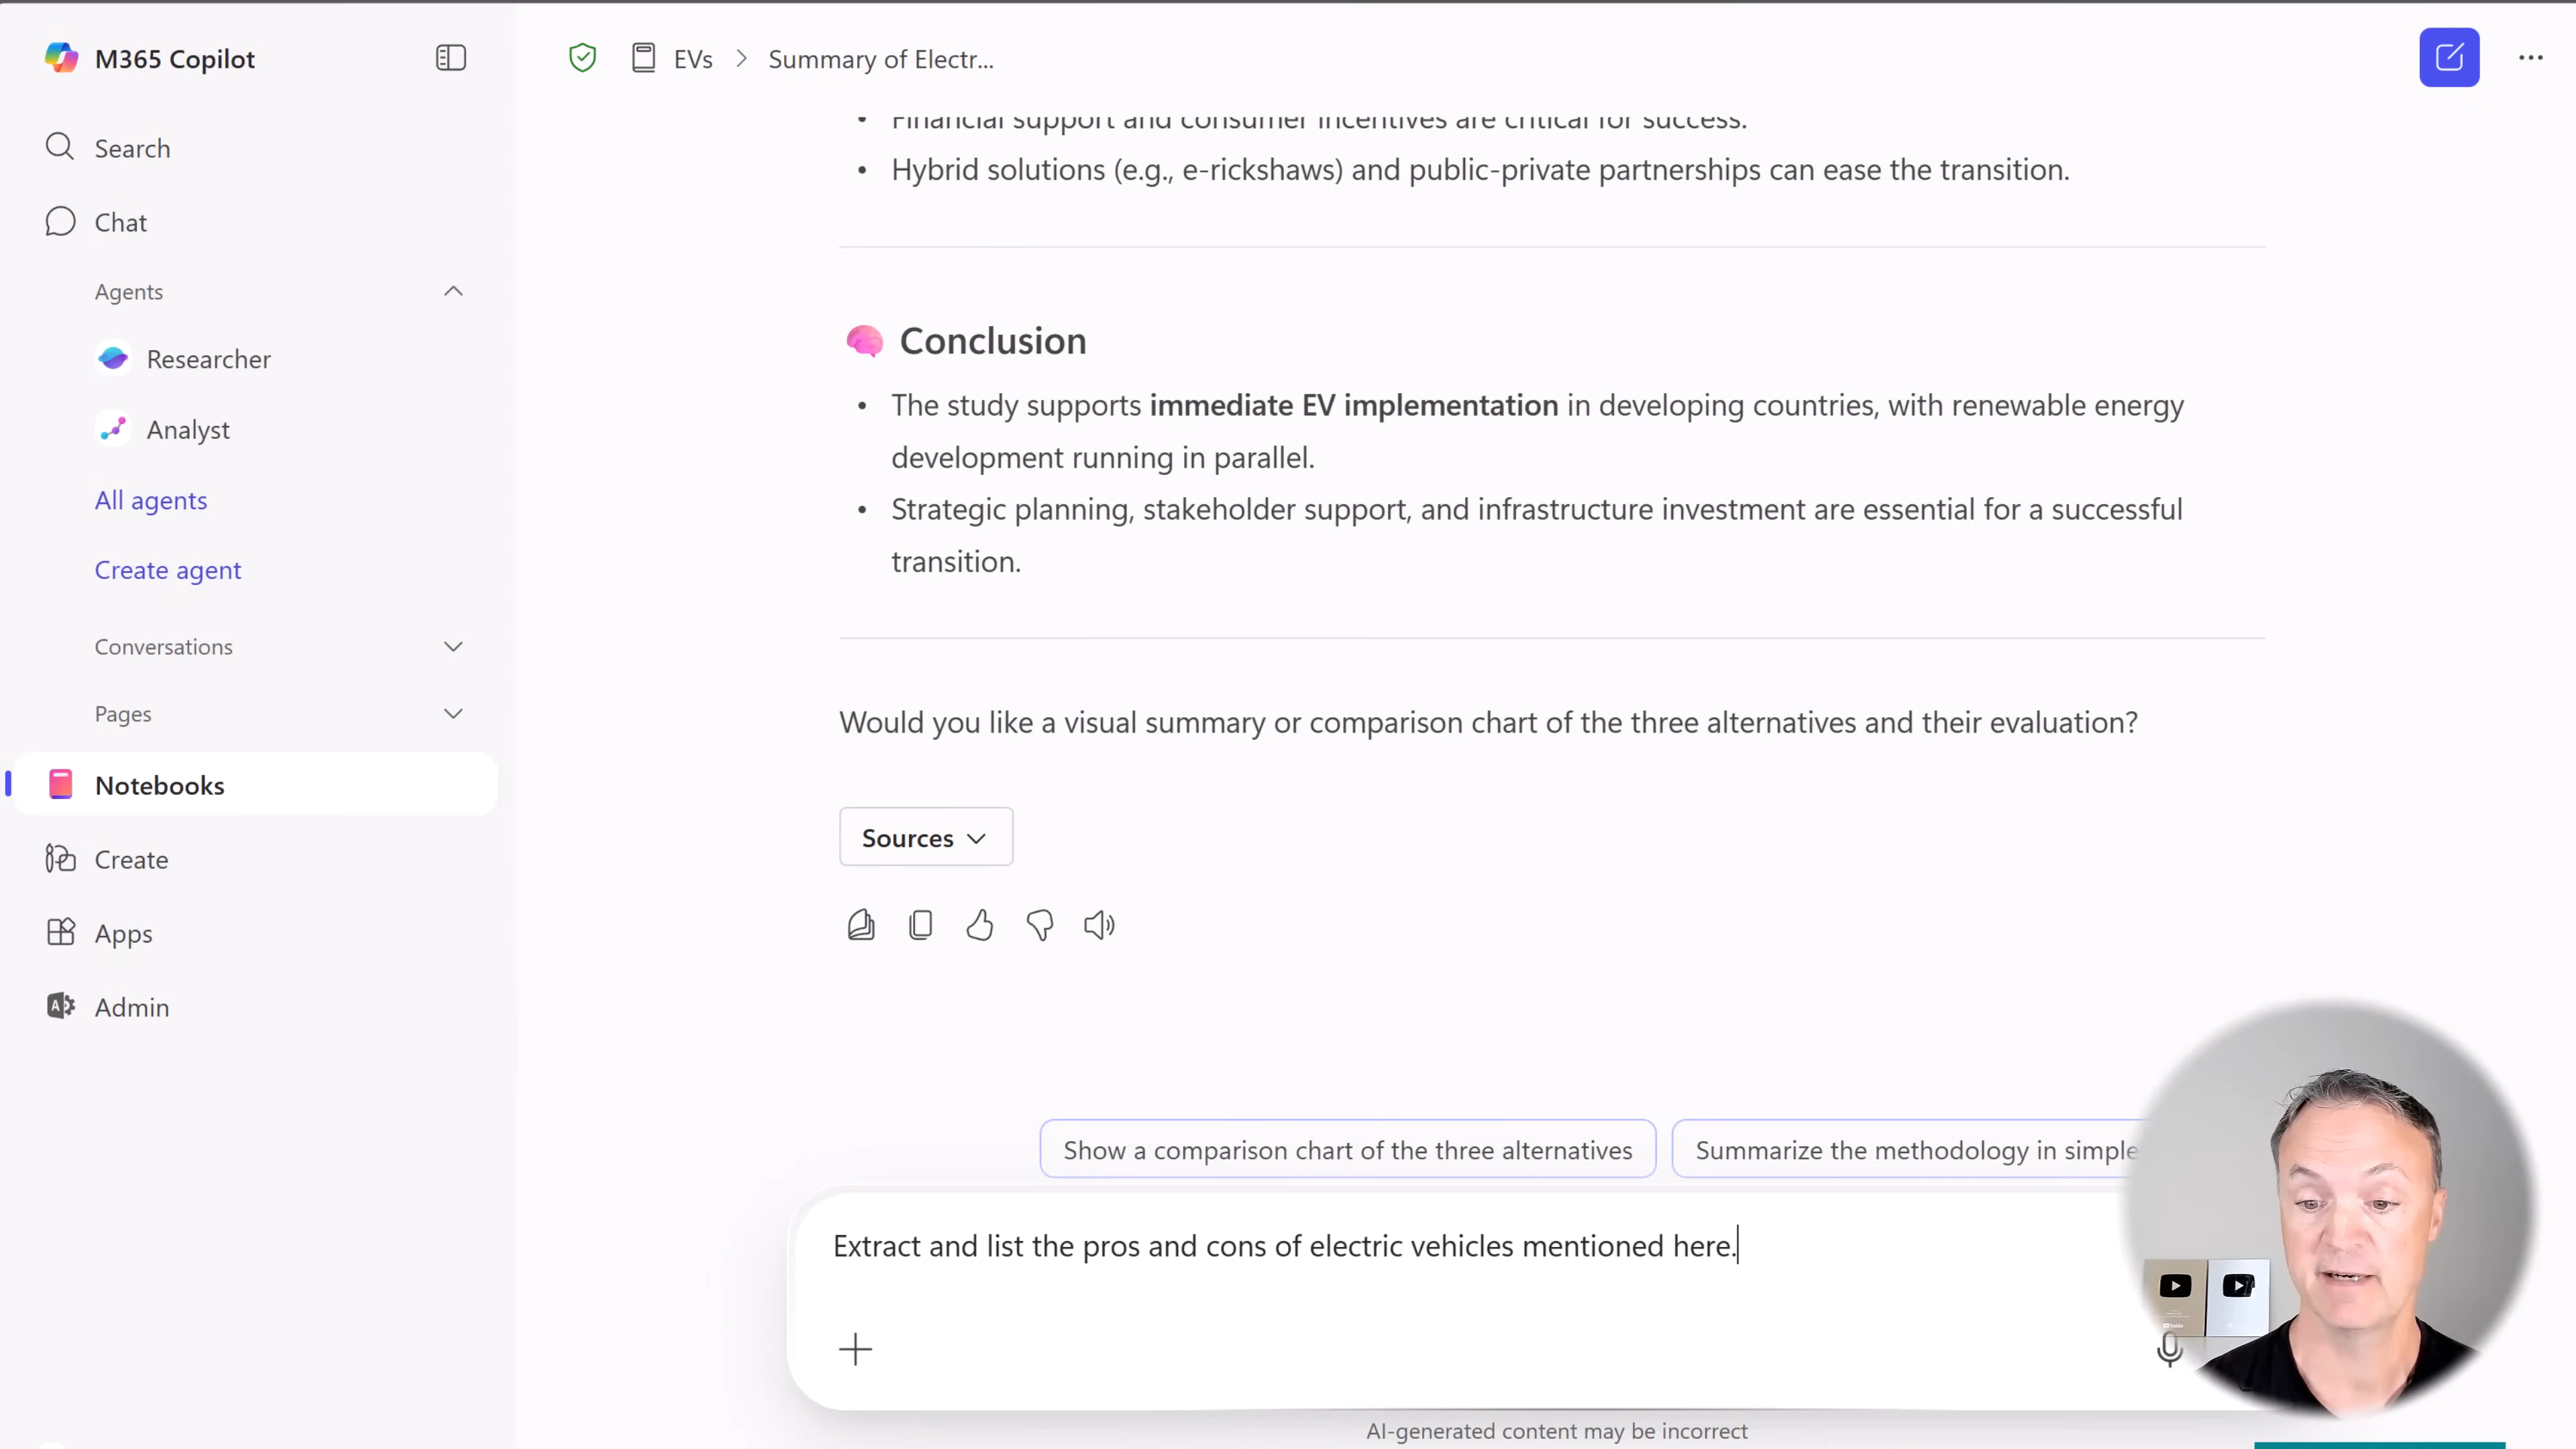 M365 Copilot
Search
Chat
Agents
Researcher
Analyst
All agents
Create agent
Conversations
Pages
Notebooks
Create
Apps
Admin
EVs > Summary of Electr...
• Financial support and consumer incentives are critical for success.
• Hybrid solutions (e.g., e-rickshaws) and public-private partnerships can ease the transition.
Conclusion
• The study supports immediate EV implementation in developing countries, with renewable energy
development running in parallel.
• Strategic planning, stakeholder support, and infrastructure investment are essential for a successful
transition.
Would you like a visual summary or comparison chart of the three alternatives and their evaluation?
Sources
Show a comparison chart of the three alternatives
Summarize the methodology in simple
Extract and list the pros and cons of electric vehicles mentioned here.
AI-generated content may be incorrect